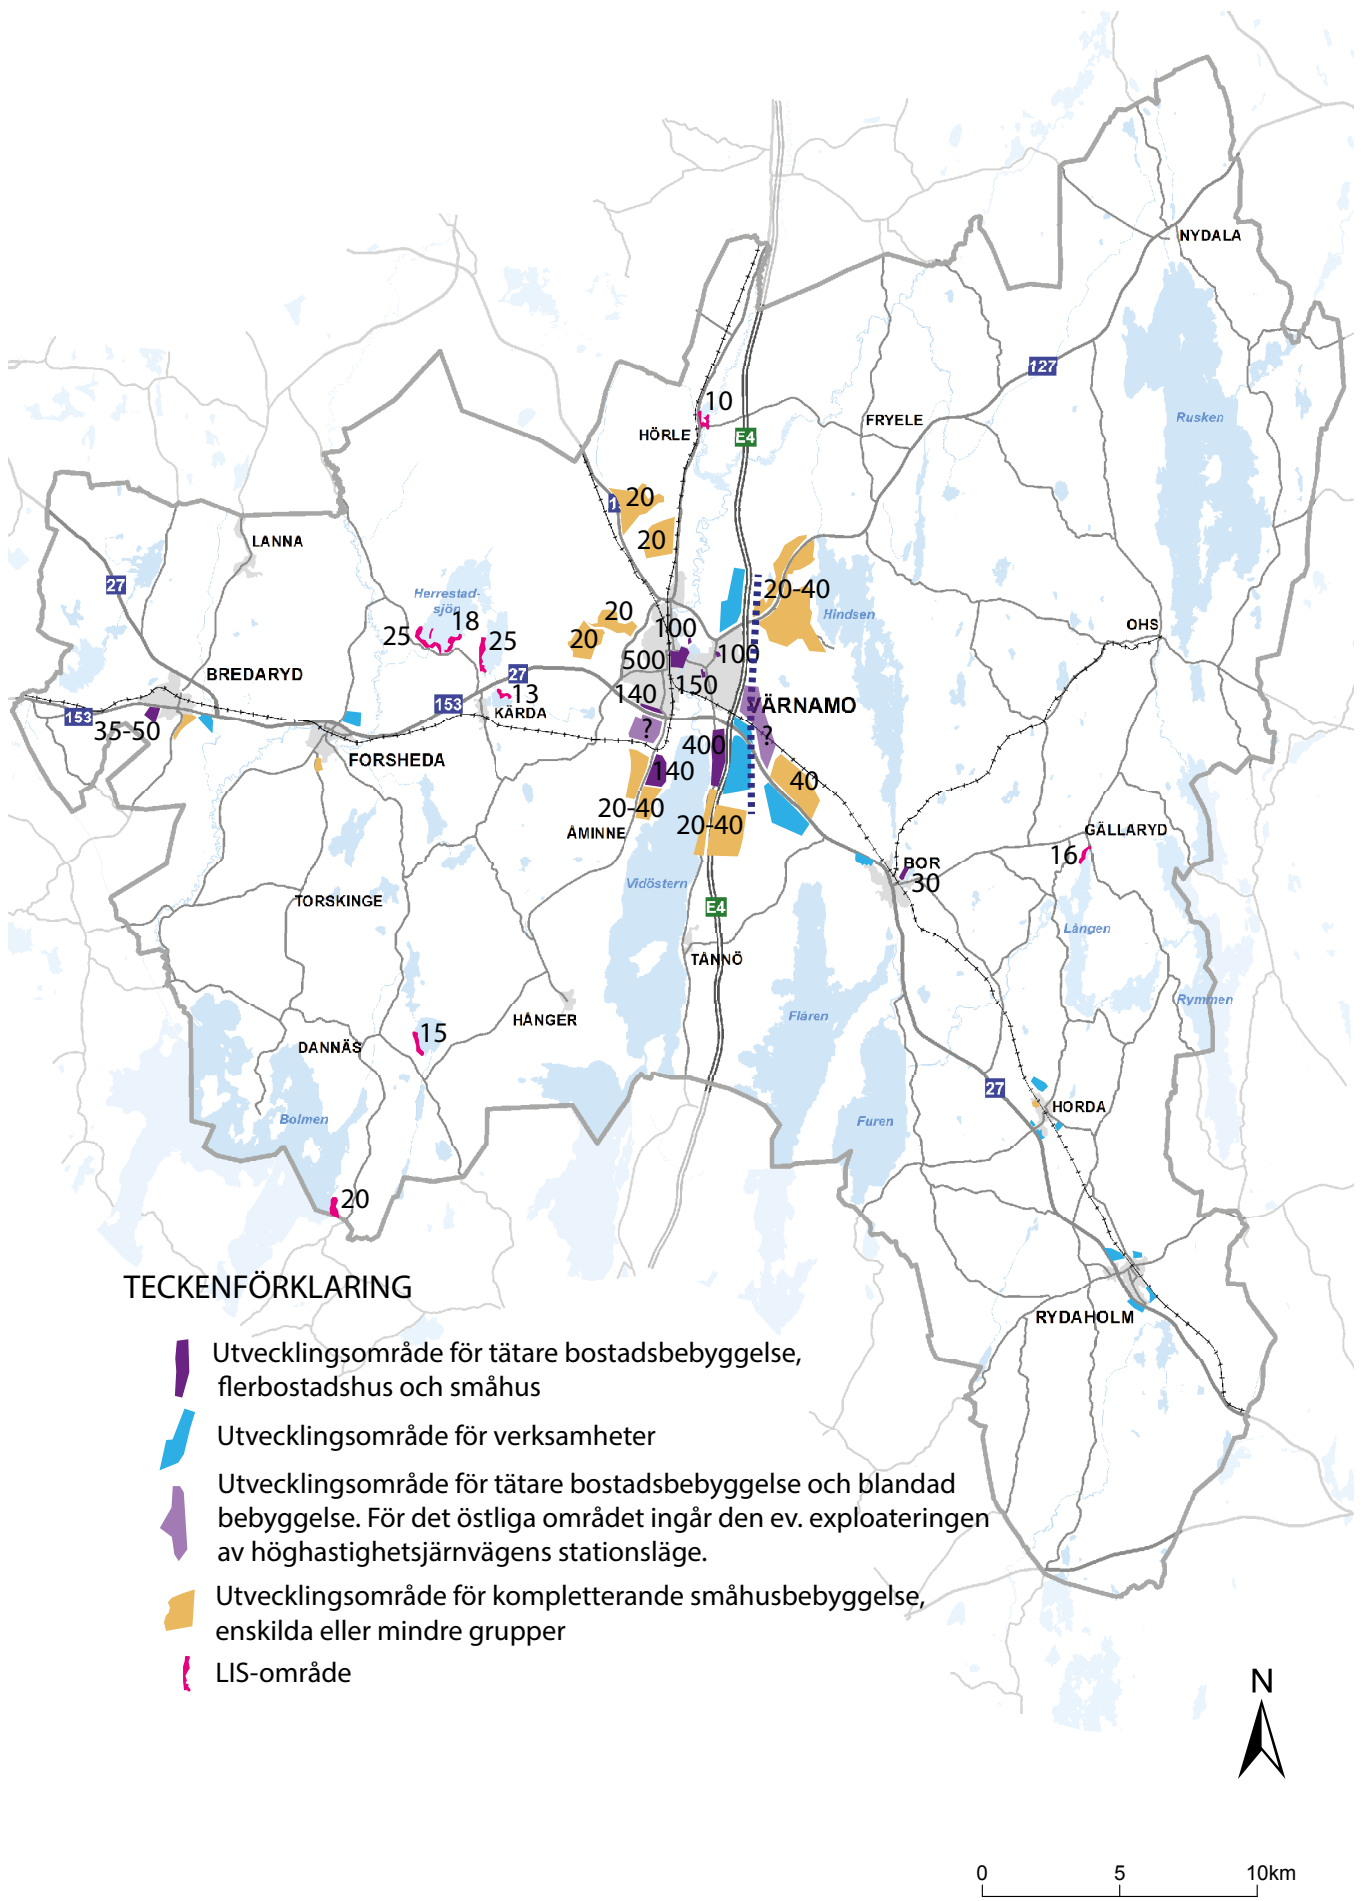 NYDALA
127
Rusken
10
HÖRLE
E4
FRYELE
20
20
LANNA
27
Herrestad-
sjön
25
18
25
20
20
100
500
100
150
140
20-40
Hindsen
OHS
BREDARYD
27
153
13
KÄRDA
153
35-50
FORSHEDA
VÄRNAMO
?
?
400
140
40
20-40
20-40
ÅMINNE
GÄLLARYD
16
BOR
30
Vidöstern
E4
TORSKINGE
Lången
TÅNNÖ
Rymmen
HÅNGER
Flåren
15
DANNÄS
Bolmen
27
HORDA
Furen
20
RYDAHOLM
TECKENFÖRKLARING
Utvecklingsområde för tätare bostadsbebyggelse,
flerbostadshus och småhus
Utvecklingsområde för verksamheter
Utvecklingsområde för tätare bostadsbebyggelse och blandad
bebyggelse. För det östliga området ingår den ev. exploateringen
av höghastighetsjärnvägens stationsläge.
Utvecklingsområde för kompletterande småhusbebyggelse,
enskilda eller mindre grupper
LIS-område
N
0 5 10km